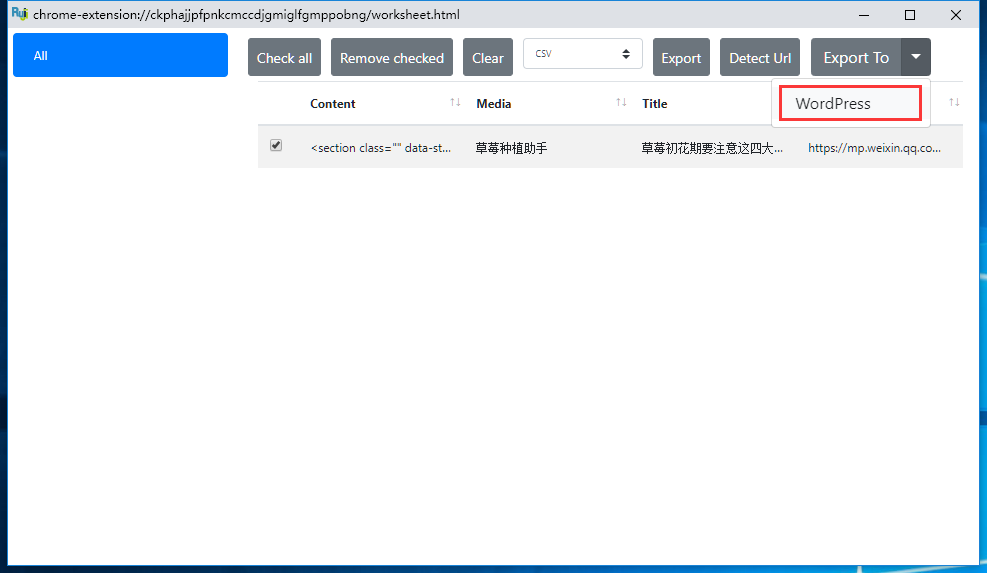 chrome-extension://ckphajjpfpnkcmccdjgmiglfgmppobng/worksheet.html
All
Check all
Remove checked
Clear
CSV
Export
Detect Url
Export To
WordPress
Content
Media
Title
<section class="" data-st...
草莓种植助手
草莓初花期要注意这四大...
https://mp.weixin.qq.co...